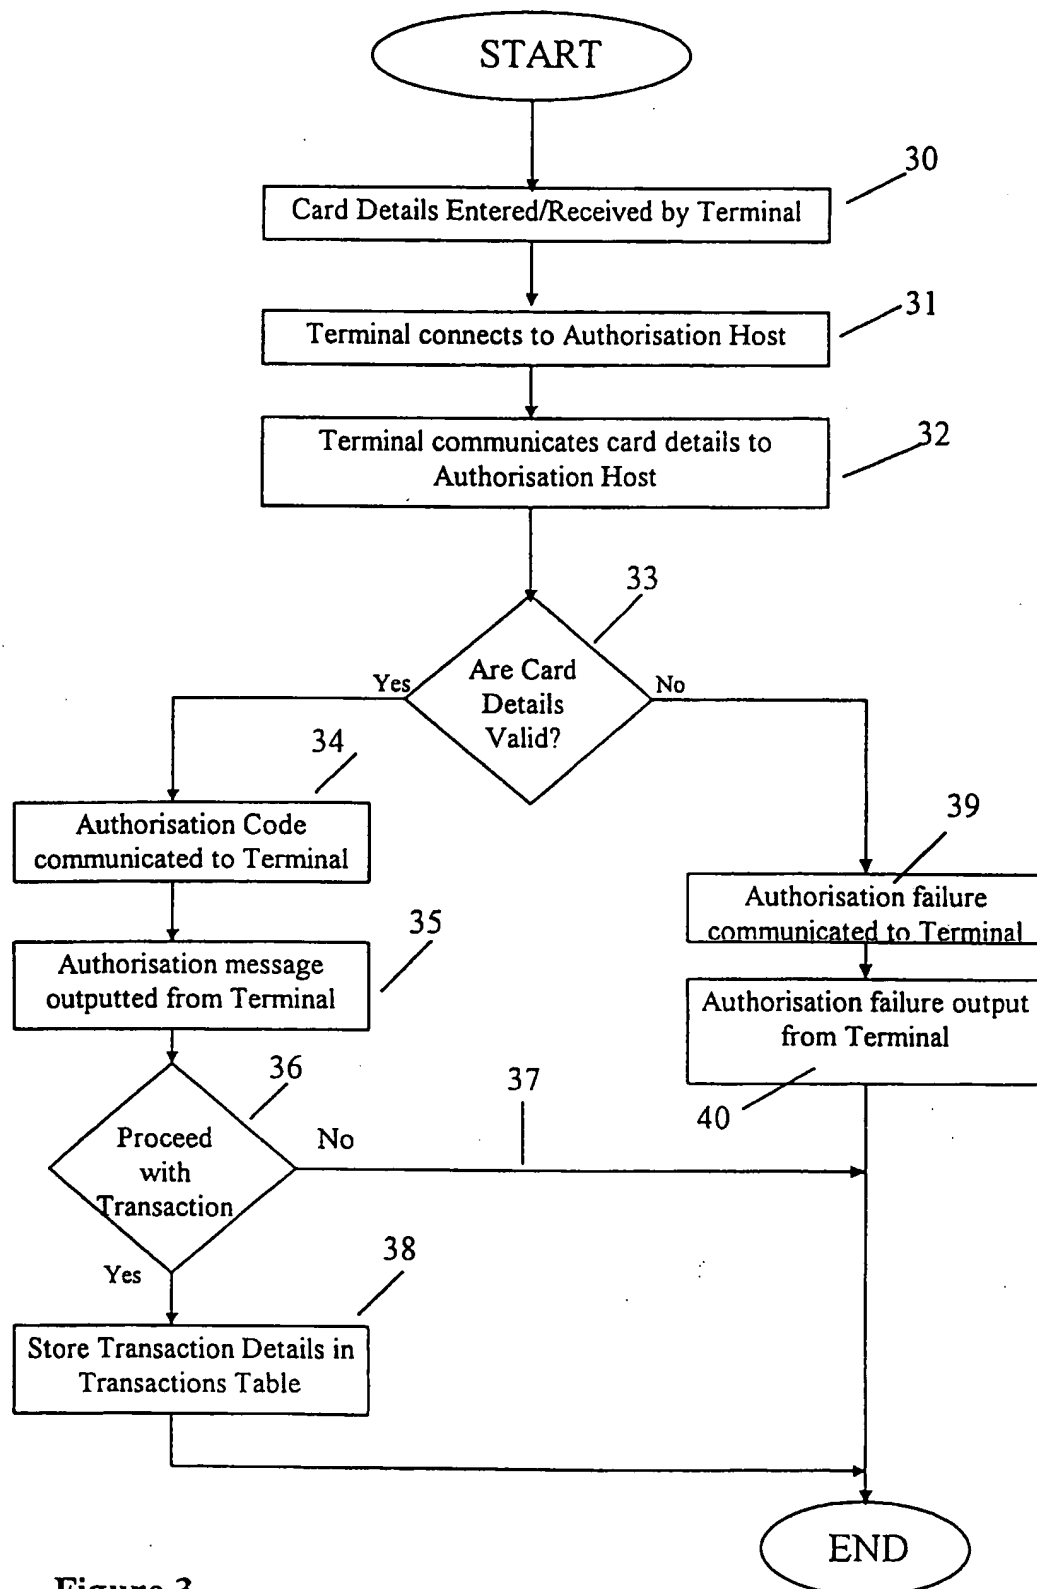 START
30
Card Details Entered/Received by Terminal
31
Terminal connects to Authorisation Host
32
Terminal communicates card details to
Authorisation Host
33
Are Card
Details
Valid?
Yes
No
34
Authorisation Code
communicated to Terminal
39
Authorisation failure
communicated to Terminal
35
Authorisation message
outputted from Terminal
Authorisation failure output
from Terminal
40
36
37
Proceed
with
Transaction
No
Yes
38
Store Transaction Details in
Transactions Table
END
Figure 3